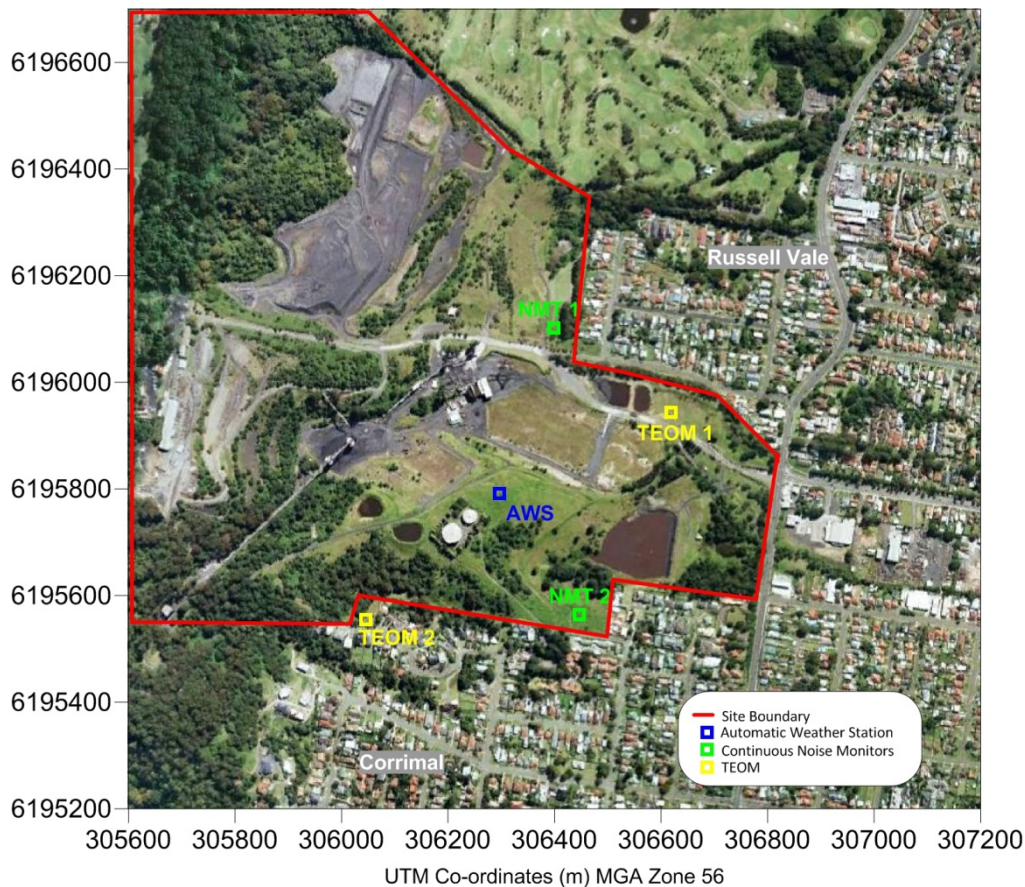 6196600
6196400
6196200
6196000
6195800
6195600
6195400
6195200
Russell Vale
NMT 1
TEOM 1
AWS
NMT 2
TEOM 2
Corrimal
Site Boundary
Automatic Weather Station
Continuous Noise Monitors
TEOM
305600 305800 306000 306200 306400 306600 306800 307000 307200
UTM Co-ordinates (m) MGA Zone 56